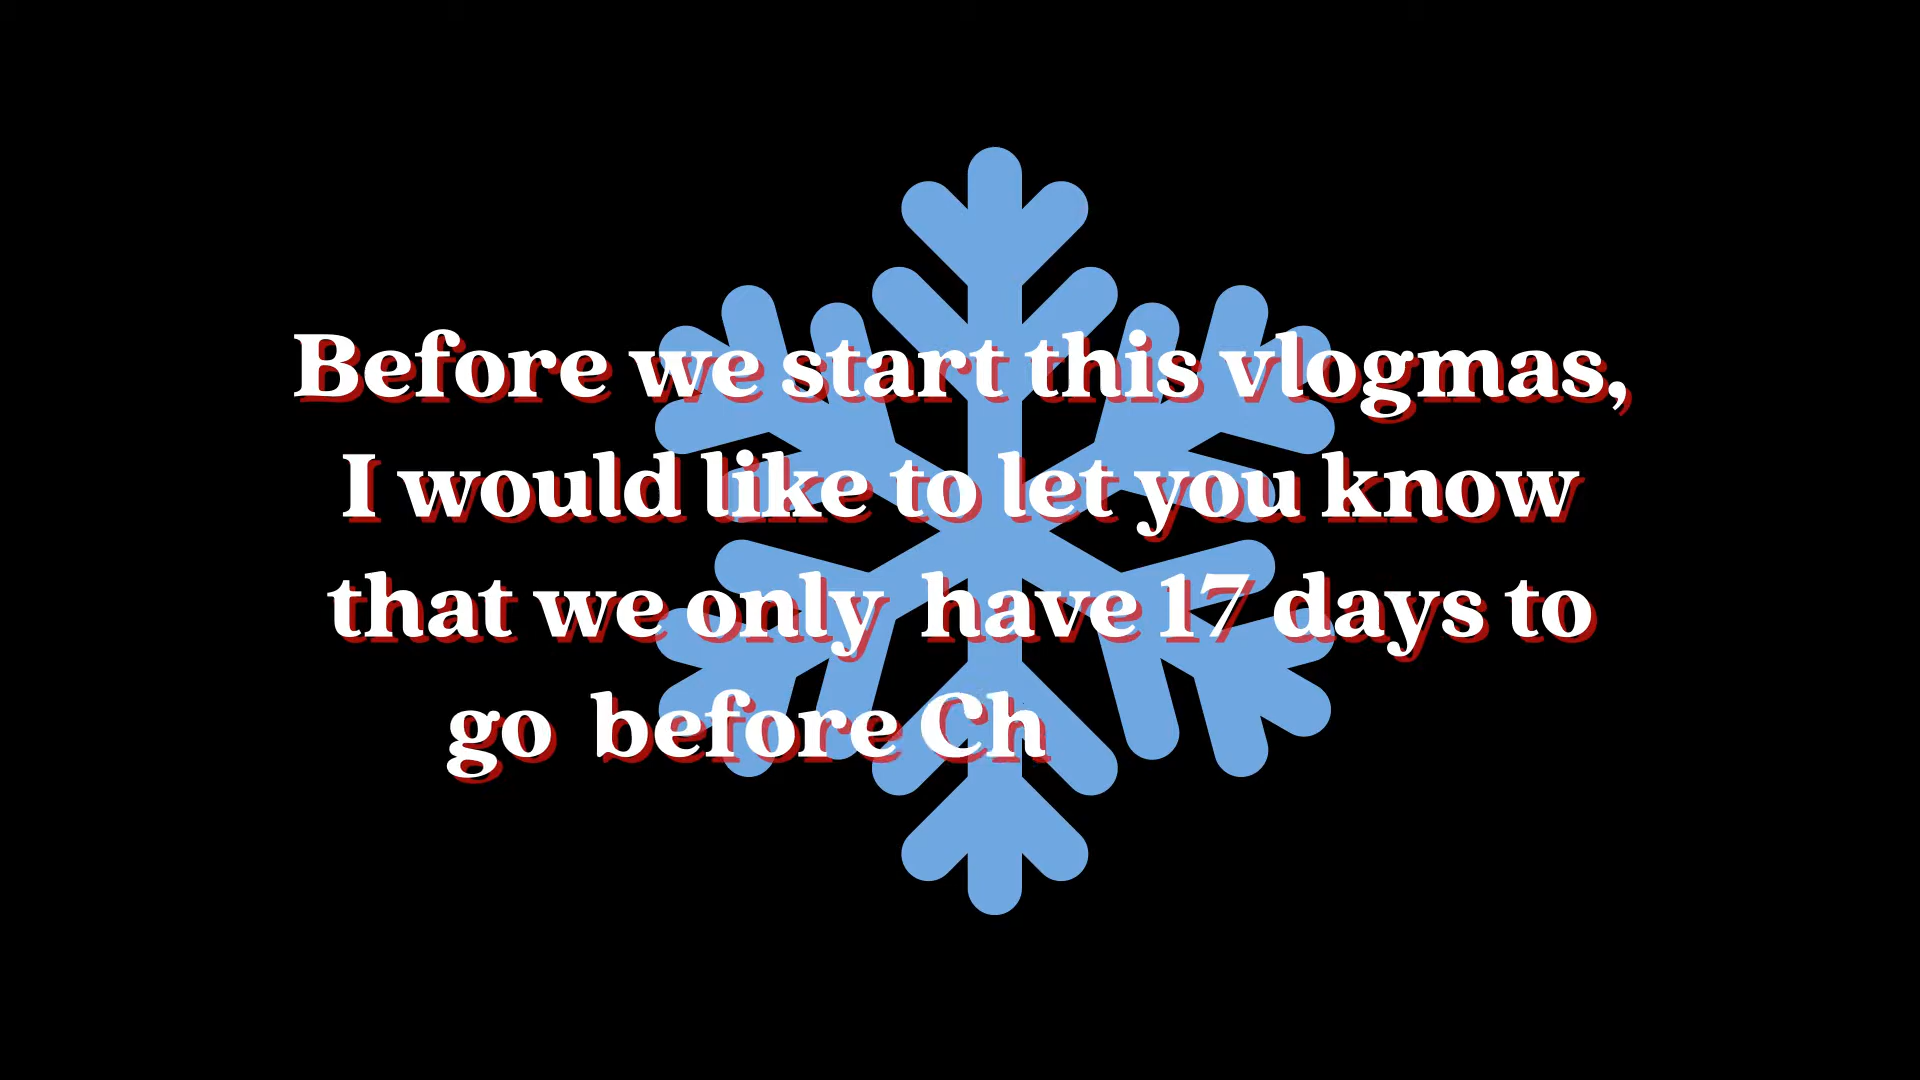 Before we start this vlogmas,
I would like to let you know
that we only  have 17 days to
go  before Ch